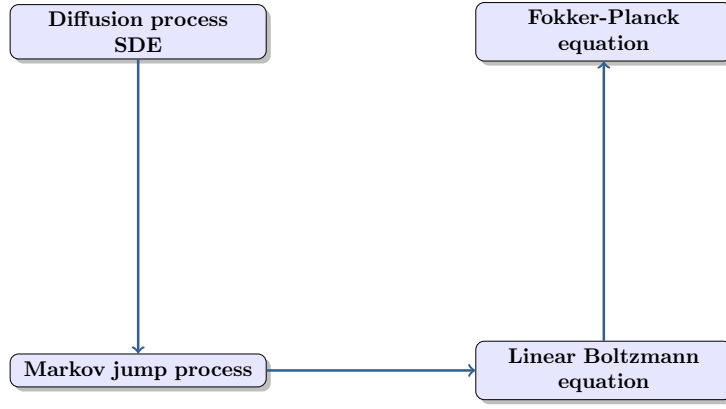 Diffusion process
SDE
Fokker-Planck
equation
Markov jump process
Linear Boltzmann
equation